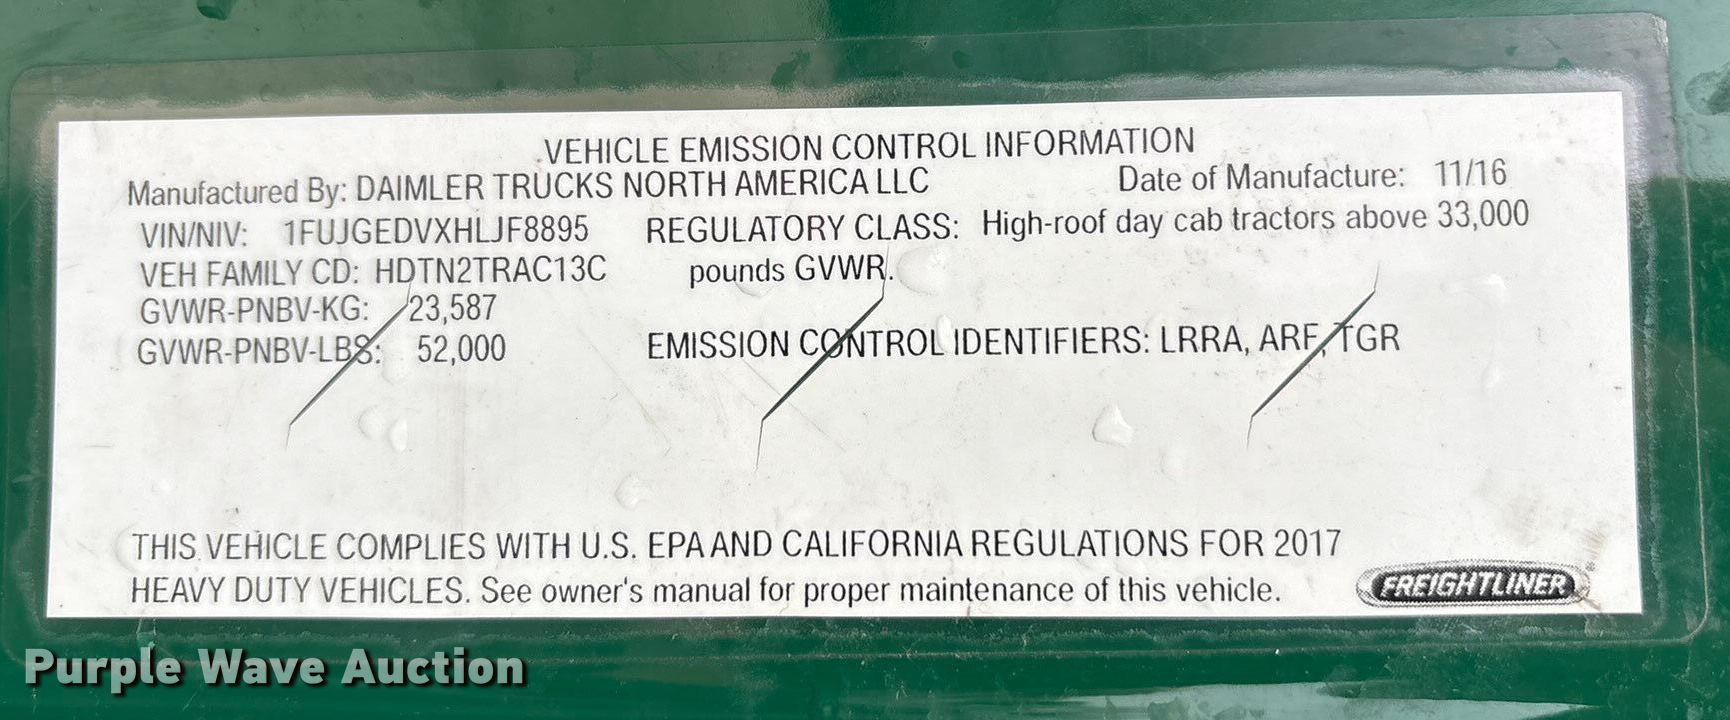 VEHICLE EMISSION CONTROL INFORMATION
Manufactured By: DAIMLER TRUCKS NORTH AMERICA LLC Date of Manufacture: 11/16
VIN/NIV: 1FUJGEDVXHLJF8895 REGULATORY CLASS: High-roof day cab tractors above 33,000
VEH FAMILY CD: HDTN2TRAC13C pounds GVWR.
GVWR-PNBV-KG: 23,587
GVWR-PNBV-LBS: 52,000 EMISSION CONTROL IDENTIFIERS: LRRA, ARF, TGR
THIS VEHICLE COMPLIES WITH U.S. EPA AND CALIFORNIA REGULATIONS FOR 2017
HEAVY DUTY VEHICLES. See owner's manual for proper maintenance of this vehicle.
FREIGHTLINER
Purple Wave Auction